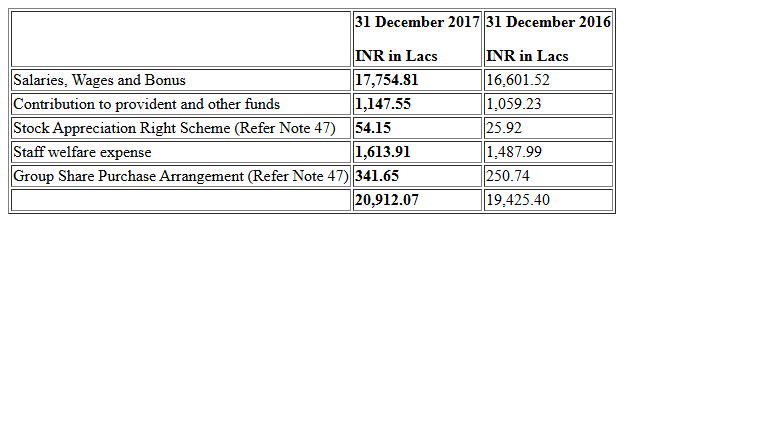 31 December 2017 31 December 2016
INR in Lacs INR in Lacs
Salaries, Wages and Bonus 17,754.81 16,601.52
Contribution to provident and other funds 1,147.55 1,059.23
Stock Appreciation Right Scheme (Refer Note 47) 54.15 25.92
Staff welfare expense 1,613.91 1,487.99
Group Share Purchase Arrangement (Refer Note 47) 341.65 250.74
20,912.07 19,425.40